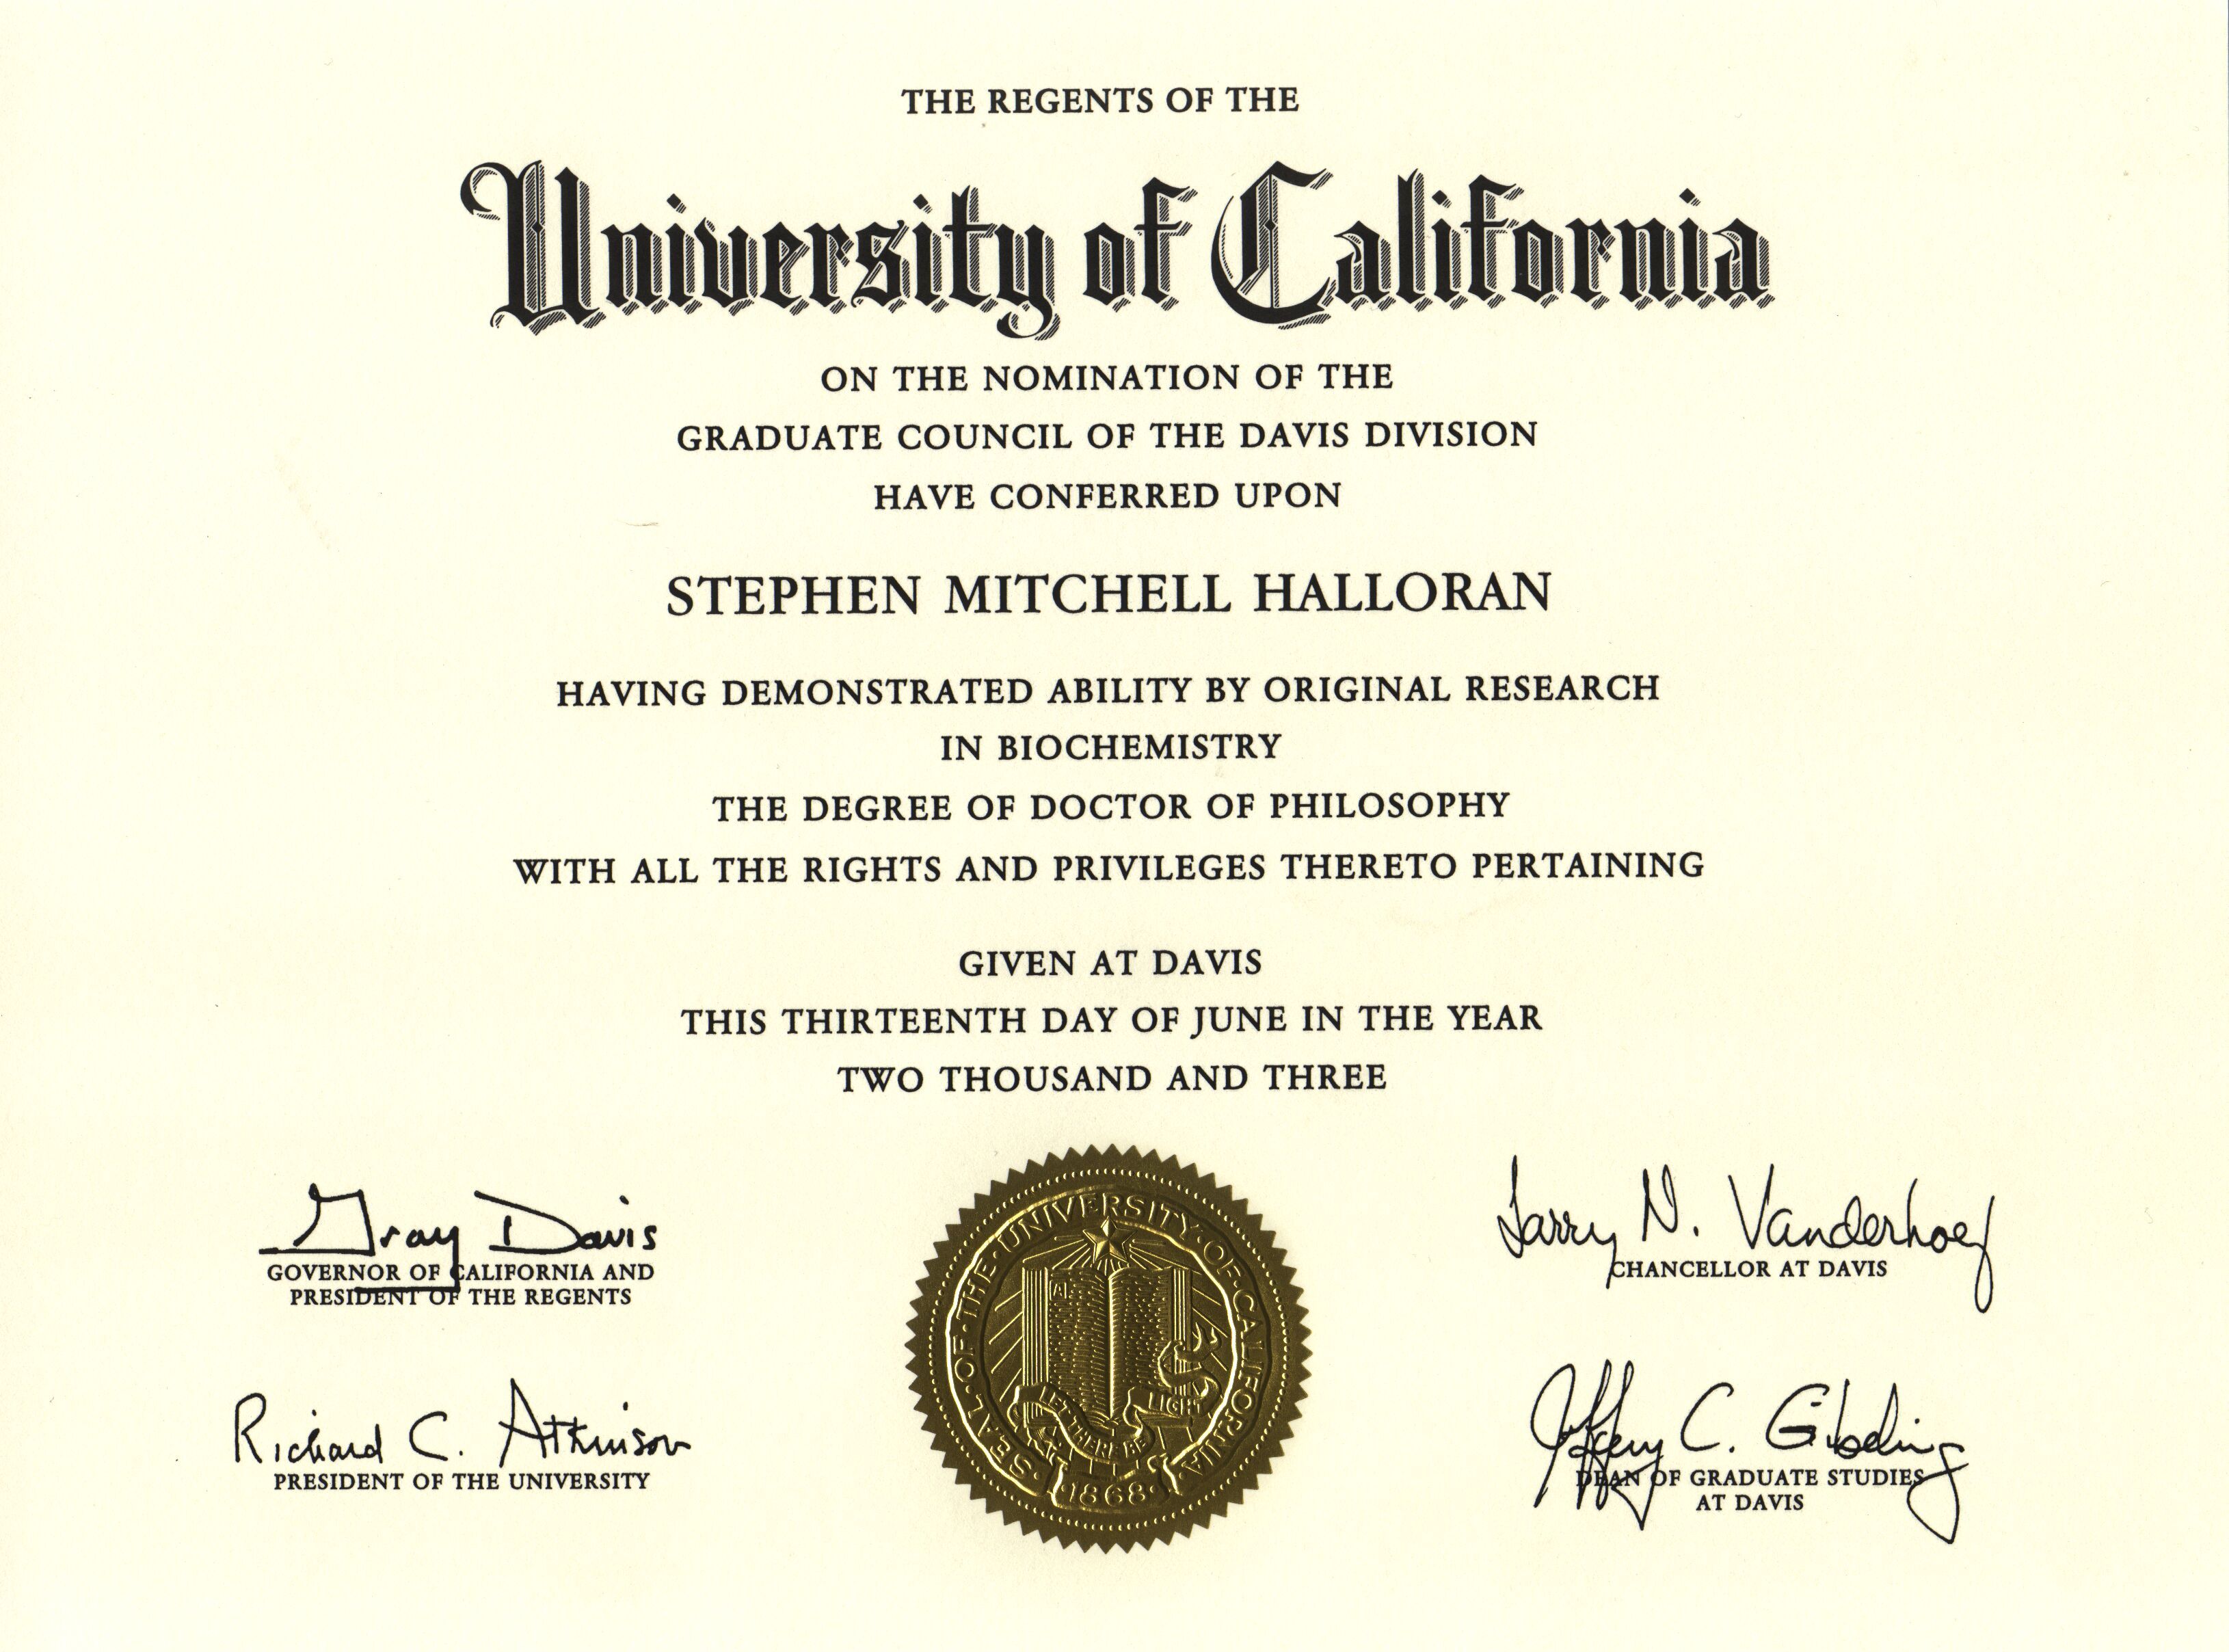 THE REGENTS OF THE
University of California
ON THE NOMINATION OF THE
GRADUATE COUNCIL OF THE DAVIS DIVISION
HAVE CONFERRED UPON
STEPHEN MITCHELL HALLORAN
HAVING DEMONSTRATED ABILITY BY ORIGINAL RESEARCH
IN BIOCHEMISTRY
THE DEGREE OF DOCTOR OF PHILOSOPHY
WITH ALL THE RIGHTS AND PRIVILEGES THERETO PERTAINING
GIVEN AT DAVIS
THIS THIRTEENTH DAY OF JUNE IN THE YEAR
TWO THOUSAND AND THREE
Gray Davis
GOVERNOR OF CALIFORNIA AND
PRESIDENT OF THE REGENTS
Richard C. Atkinson
PRESIDENT OF THE UNIVERSITY
SEAL·OF·THE·UNIVERSITY·OF·CALIFORNIA
A
LET THERE BE LIGHT
·1868·
Larry N. Vanderhoef
CHANCELLOR AT DAVIS
Jeffery C. Gibeling
DEAN OF GRADUATE STUDIES
AT DAVIS